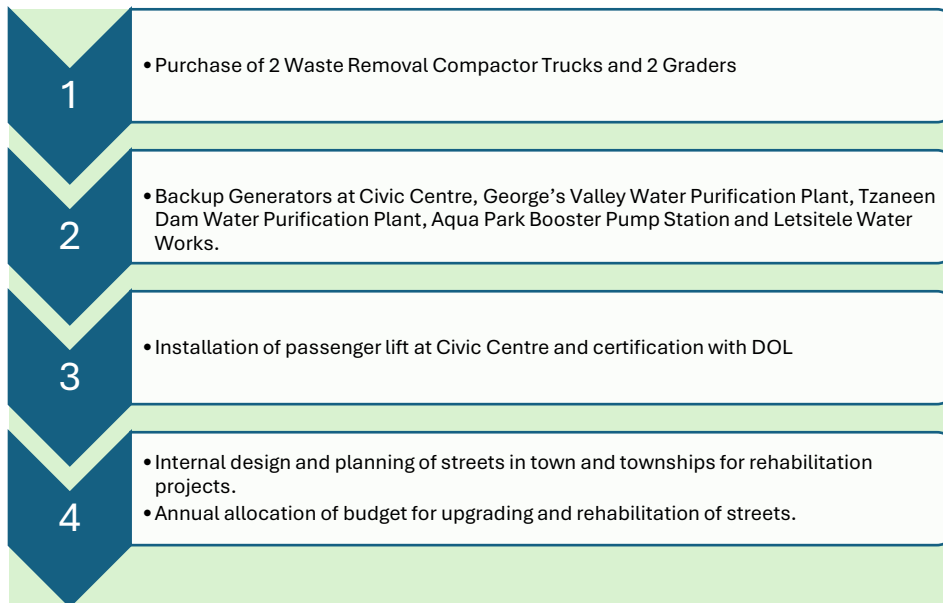 1
•Purchase of 2 Waste Removal Compactor Trucks and 2 Graders
2
•Backup Generators at Civic Centre, George’s Valley Water Purification Plant, Tzaneen
Dam Water Purification Plant, Aqua Park Booster Pump Station and Letsitele Water
Works.
3
•Installation of passenger lift at Civic Centre and certification with DOL
4
•Internal design and planning of streets in town and townships for rehabilitation
projects.
•Annual allocation of budget for upgrading and rehabilitation of streets.